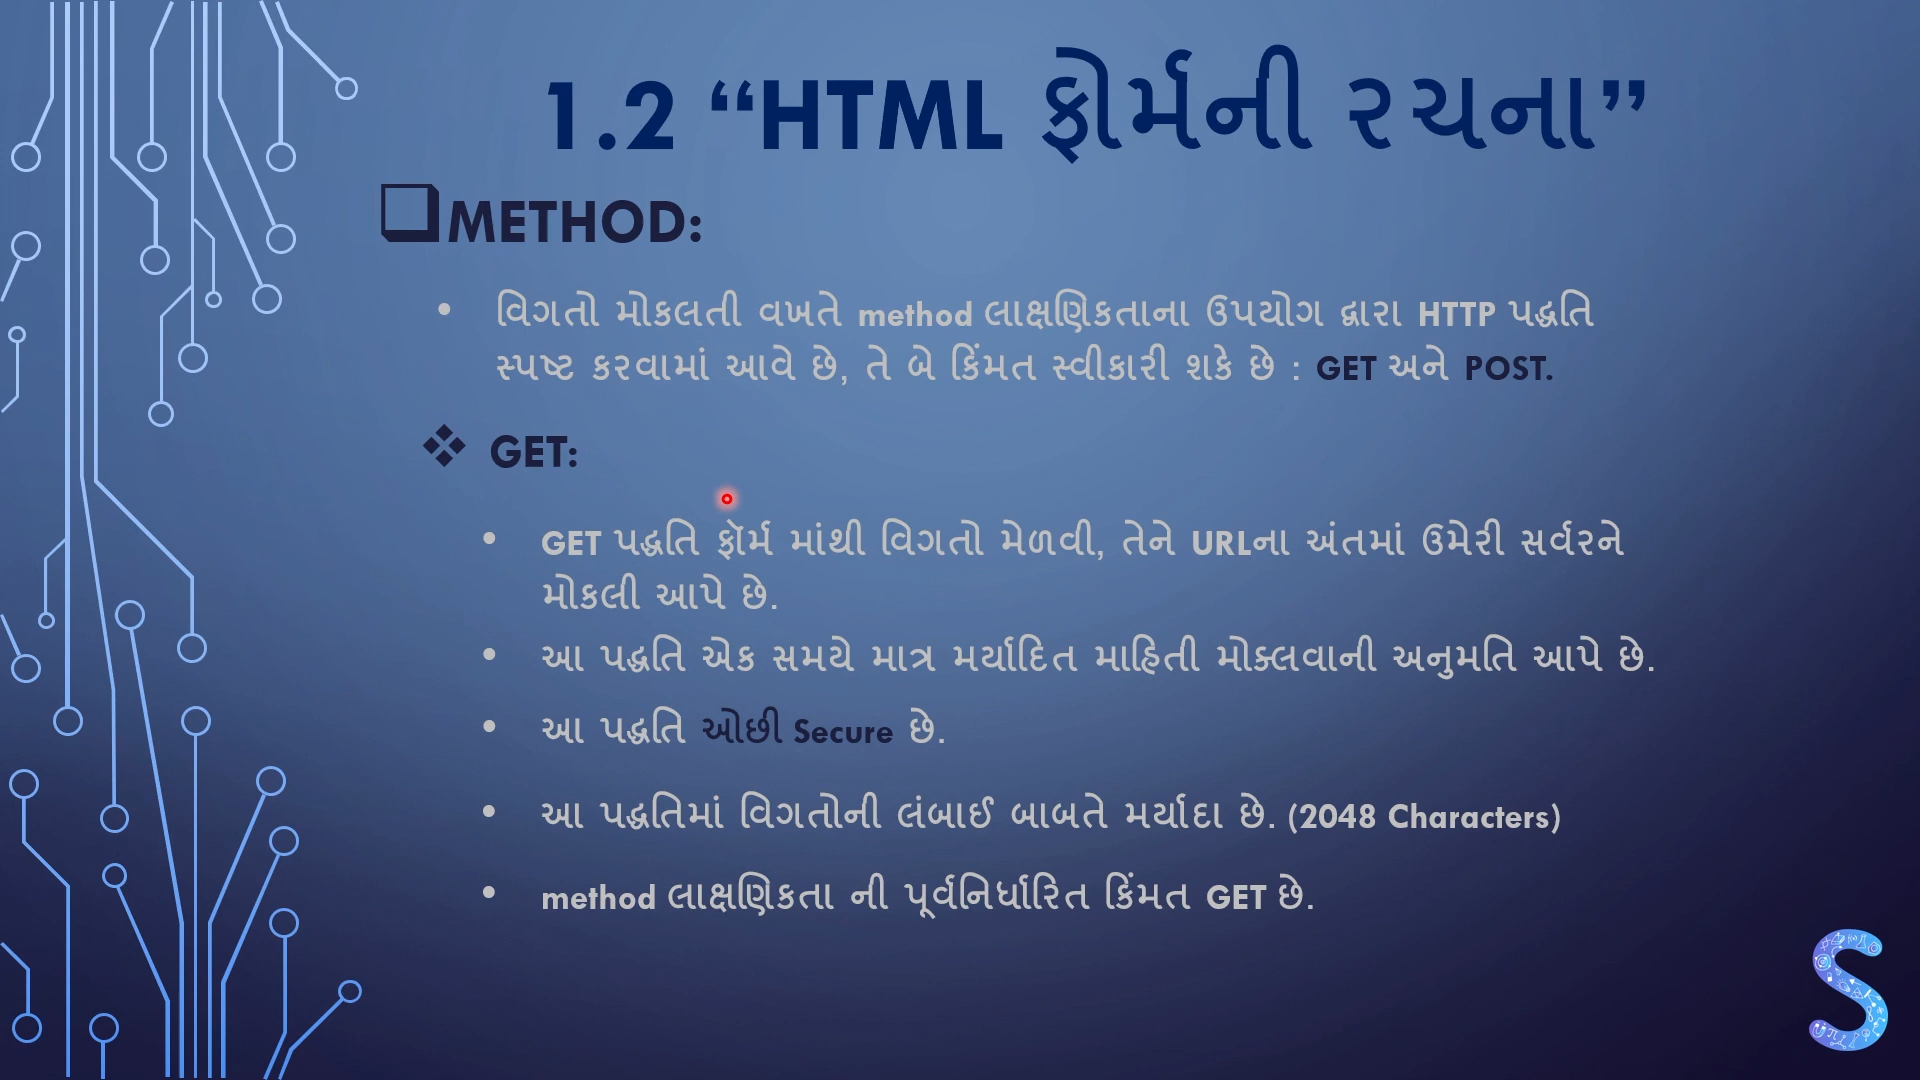 1.2 “HTML ફોર્મની રચના”
METHOD:
• વિગતો મોકલતી વખતે method લાક્ષણિકતાના ઉપયોગ દ્વારા HTTP પદ્ધતિ
સ્પષ્ટ કરવામાં આવે છે, તે બે કિંમત સ્વીકારી શકે છે : GET અને POST.
❖ GET:
• GET પદ્ધતિ ફૉર્મ માંથી વિગતો મેળવી, તેને URLના અંતમાં ઉમેરી સર્વરને
મોકલી આપે છે.
• આ પદ્ધતિ એક સમયે માત્ર મર્યાદિત માહિતી મોક્લવાની અનુમતિ આપે છે.
• આ પદ્ધતિ ઓછી Secure છે.
• આ પદ્ધતિમાં વિગતોની લંબાઈ બાબતે મર્યાદા છે. (2048 Characters)
• method લાક્ષણિકતા ની પૂર્વનિર્ધારિત કિંમત GET છે.
S